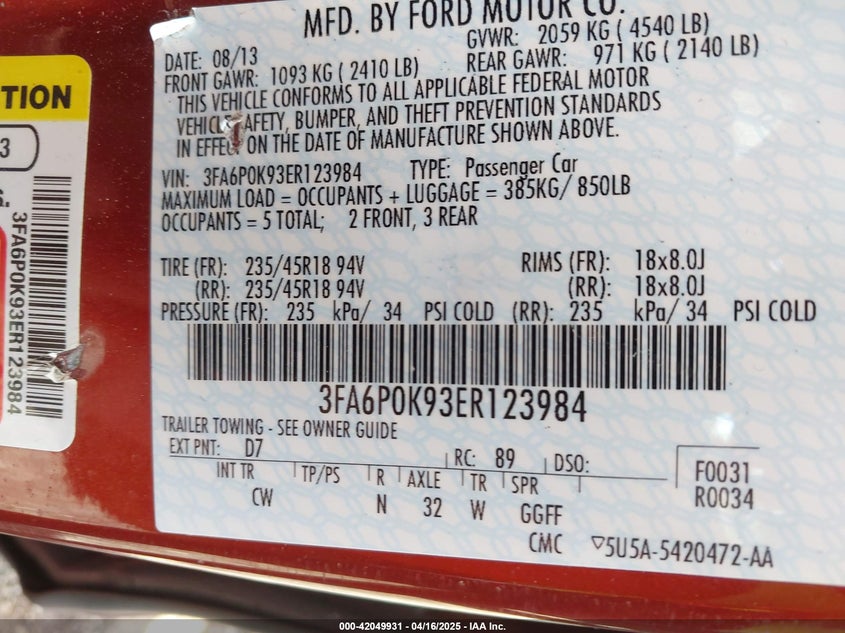 MFD. BY FORD MOTOR CO.
DATE: 08/13 GVWR: 2059 KG ( 4540 LB)
FRONT GAWR: 1093 KG ( 2410 LB) REAR GAWR: 971 KG ( 2140 LB)
THIS VEHICLE CONFORMS TO ALL APPLICABLE FEDERAL MOTOR
VEHICLE SAFETY, BUMPER, AND THEFT PREVENTION STANDARDS
IN EFFECT ON THE DATE OF MANUFACTURE SHOWN ABOVE.
VIN: 3FA6P0K93ER123984 TYPE: Passenger Car
MAXIMUM LOAD = OCCUPANTS + LUGGAGE = 385KG/ 850LB
OCCUPANTS = 5 TOTAL; 2 FRONT, 3 REAR
TIRE (FR): 235/45R18 94V RIMS (FR): 18x8.0J
(RR): 235/45R18 94V (RR): 18x8.0J
PRESSURE (FR): 235 kPa/ 34 PSI COLD (RR): 235 kPa/ 34 PSI COLD
3FA6P0K93ER123984
TRAILER TOWING - SEE OWNER GUIDE
EXT PNT: D7 RC: 89 DSO:
INT TR TP/PS R AXLE TR SPR
CW N 32 W GGFF
F0031
R0034
CMC ▽5U5A-5420472-AA
TION
3
G.
3FA6P0K93ER123984
000-42049931 - 04/16/2025 - IAA Inc.